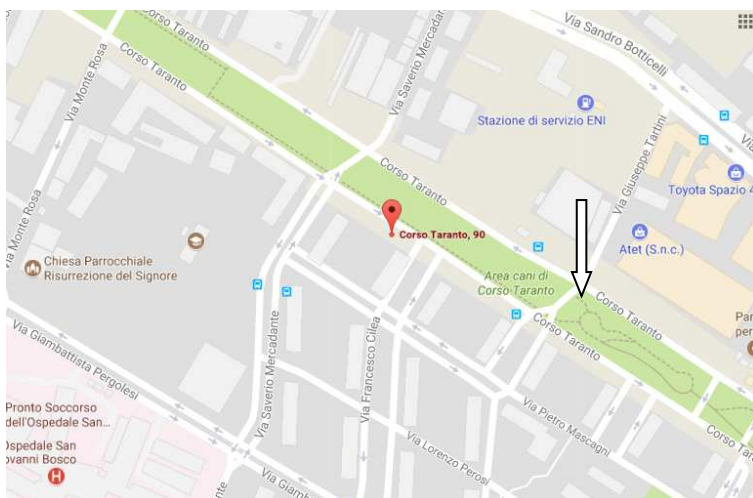 Via Sandro Botticelli
Corso Taranto
Via Monte Rosa
Corso Taranto
Via Saverio Mercadante
Stazione di servizio ENI
Via Giuseppe Tartini
Toyota Spazio 4
Corso Taranto
Corso Taranto, 90
Atet (S.n.c.)
Chiesa Parrocchiale
Risurrezione del Signore
Via Monte Rosa
Area cani di
Corso Taranto
Corso Taranto
Corso Taranto
Via Giambattista Pergolesi
Via Saverio Mercadante
Via Francesco Cilea
Via Pietro Mascagni
Pronto Soccorso
dell'Ospedale San...
Ospedale San
ovanni Bosco
H
Via Lorenzo Perosi
Corso